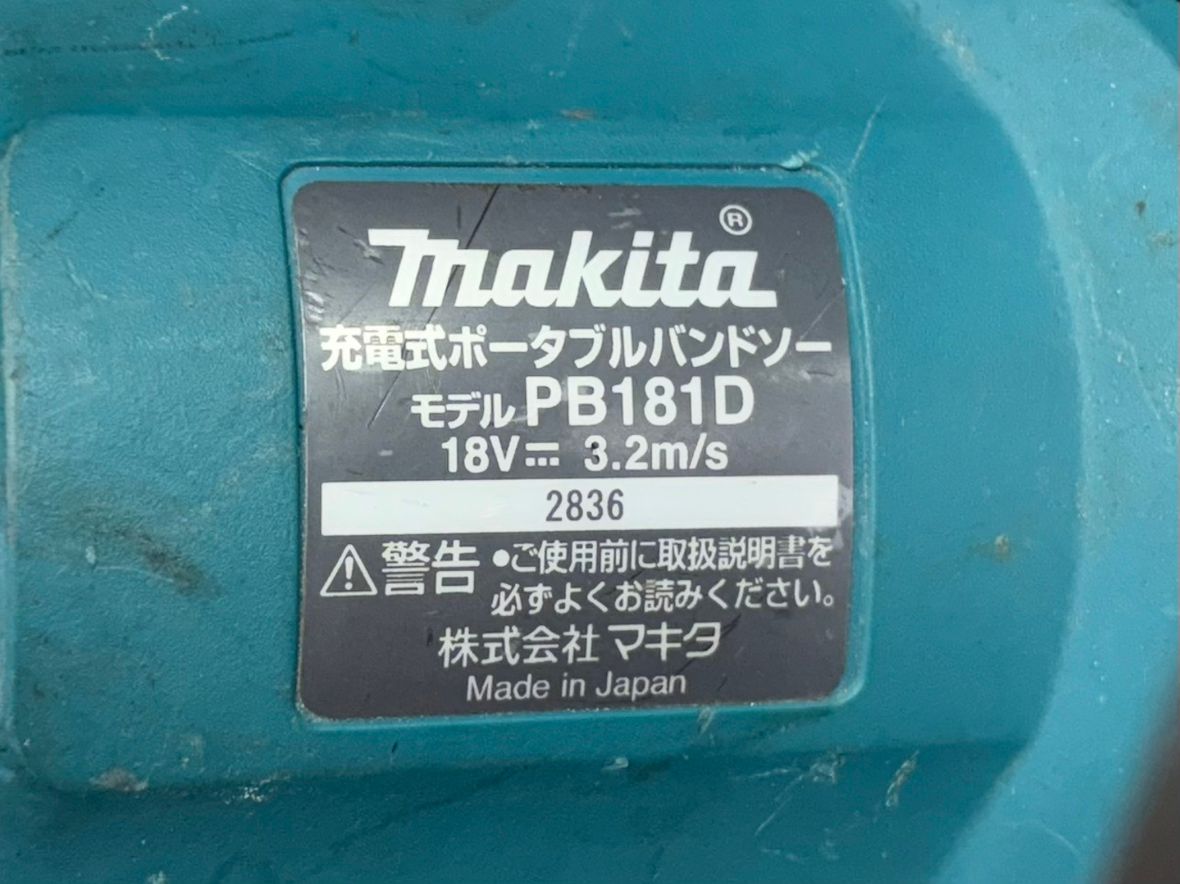 makita®
充電式ポータブルバンドソー
モデル PB181D
18V⎓ 3.2m/s
2836
⚠警告 •ご使用前に取扱説明書を
必ずよくお読みください。
株式会社 マキタ
Made in Japan